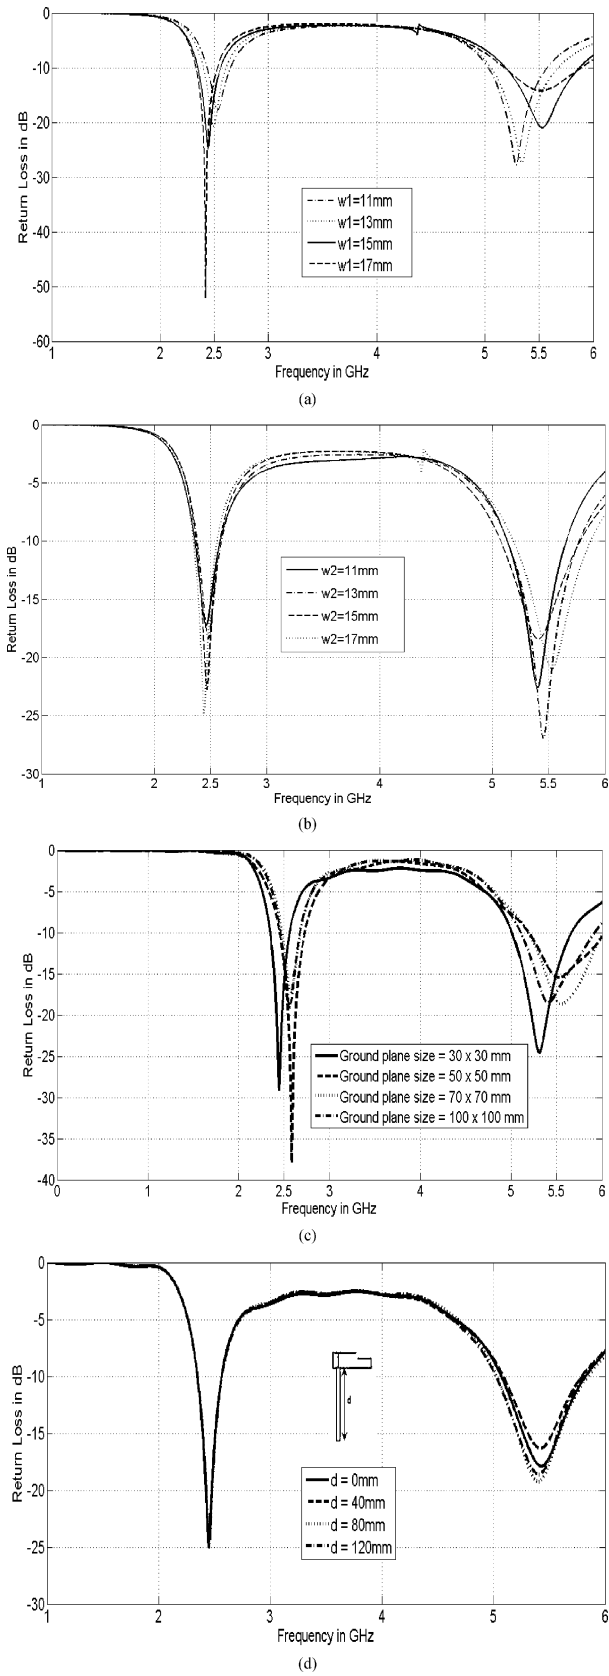 0
-10
-20
-30
-40
-50
-60
Return Loss in dB
w1=11mm
w1=13mm
w1=15mm
w1=17mm
1 2 2.5 3 4 5 5.5 6
Frequency in GHz
(a)
0
-5
-10
-15
-20
-25
-30
Return Loss in dB
w2=11mm
w2=13mm
w2=15mm
w2=17mm
1 2 2.5 3 4 5 5.5 6
Frequency in GHz
(b)
0
-5
-10
-15
-20
-25
-30
-35
-40
Return Loss in dB
Ground plane size = 30 x 30 mm
Ground plane size = 50 x 50 mm
Ground plane size = 70 x 70 mm
Ground plane size = 100 x 100 mm
0 1 2 2.5 3 4 5 5.5 6
Frequency in GHz
(c)
0
-5
-10
-15
-20
-25
-30
Return Loss in dB
d
d = 0mm
d = 40mm
d = 80mm
d = 120mm
1 2 3 4 5 6
Frequency in GHz
(d)